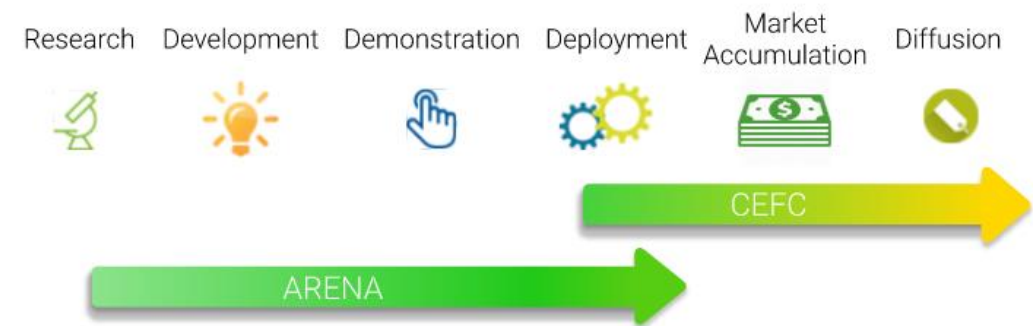 Research
Development
Demonstration
Deployment
Market
Accumulation
Diffusion
$
CEFC
ARENA